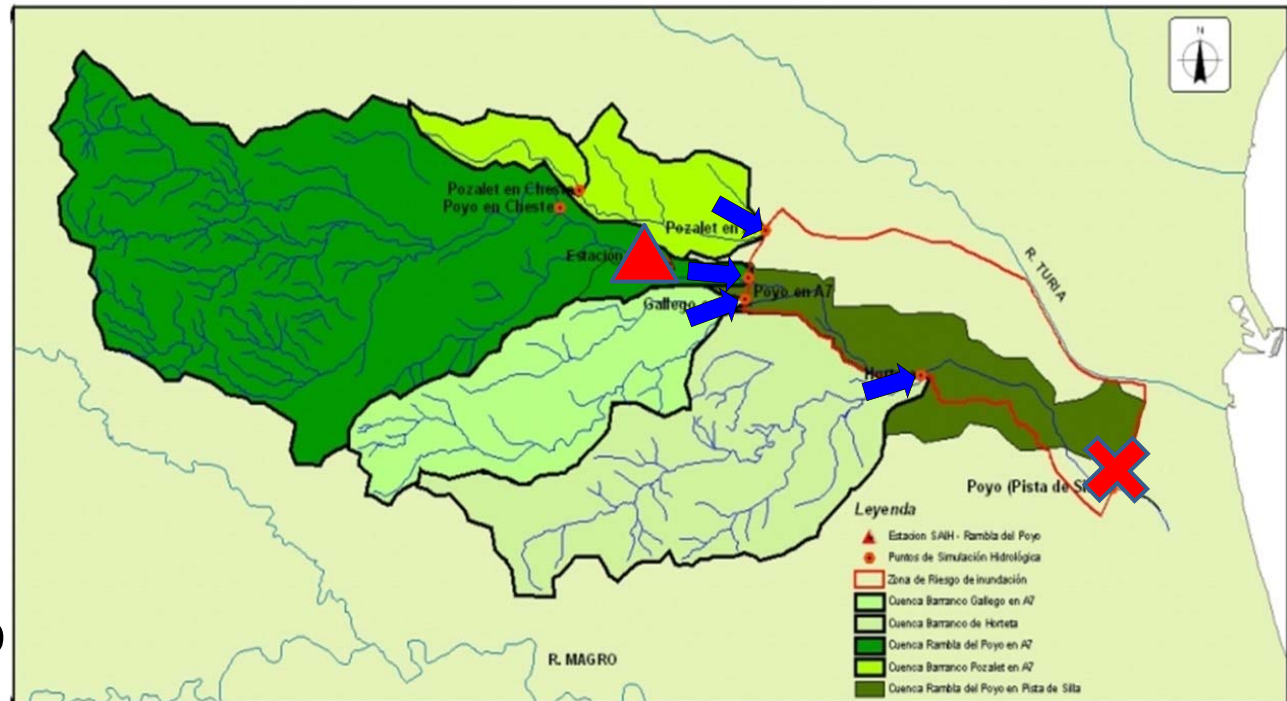 N
Pozalet en Cheste
Poyo en Cheste
Pozalet en
Estación
R. TURIA
Poyo en A7
Gallego
Poyo (Pista de Si
Leyenda
Estacion SAIH - Rambla del Poyo
Puntos de Simulación Hidrológica
Zona de Riesgo de inundación
Cuenca Barranco Gallego en A7
Cuenca Barranco de Horteta
Cuenca Rambla del Poyo en A7
Cuenca Barranco Pozalet en A7
Cuenca Rambla del Poyo en Pista de Silla
R. MAGRO